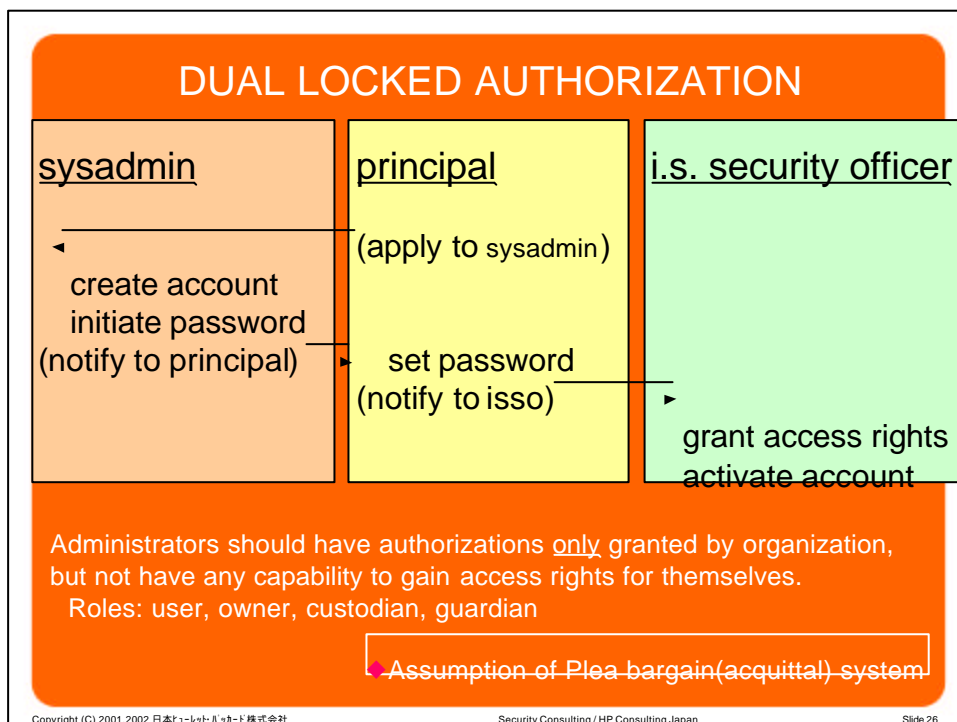 DUAL LOCKED AUTHORIZATION
sysadmin
principal
i.s. security officer
(apply to sysadmin)
create account
initiate password
(notify to principal)
set password
(notify to isso)
grant access rights
activate account
Administrators should have authorizations only granted by organization,
but not have any capability to gain access rights for themselves.
Roles: user, owner, custodian, guardian
◆Assumption of Plea bargain(acquittal) system
Copyright (C) 2001,2002 日本ヒューレット・パッカード株式会社
Security Consulting / HP Consulting Japan
Slide 26